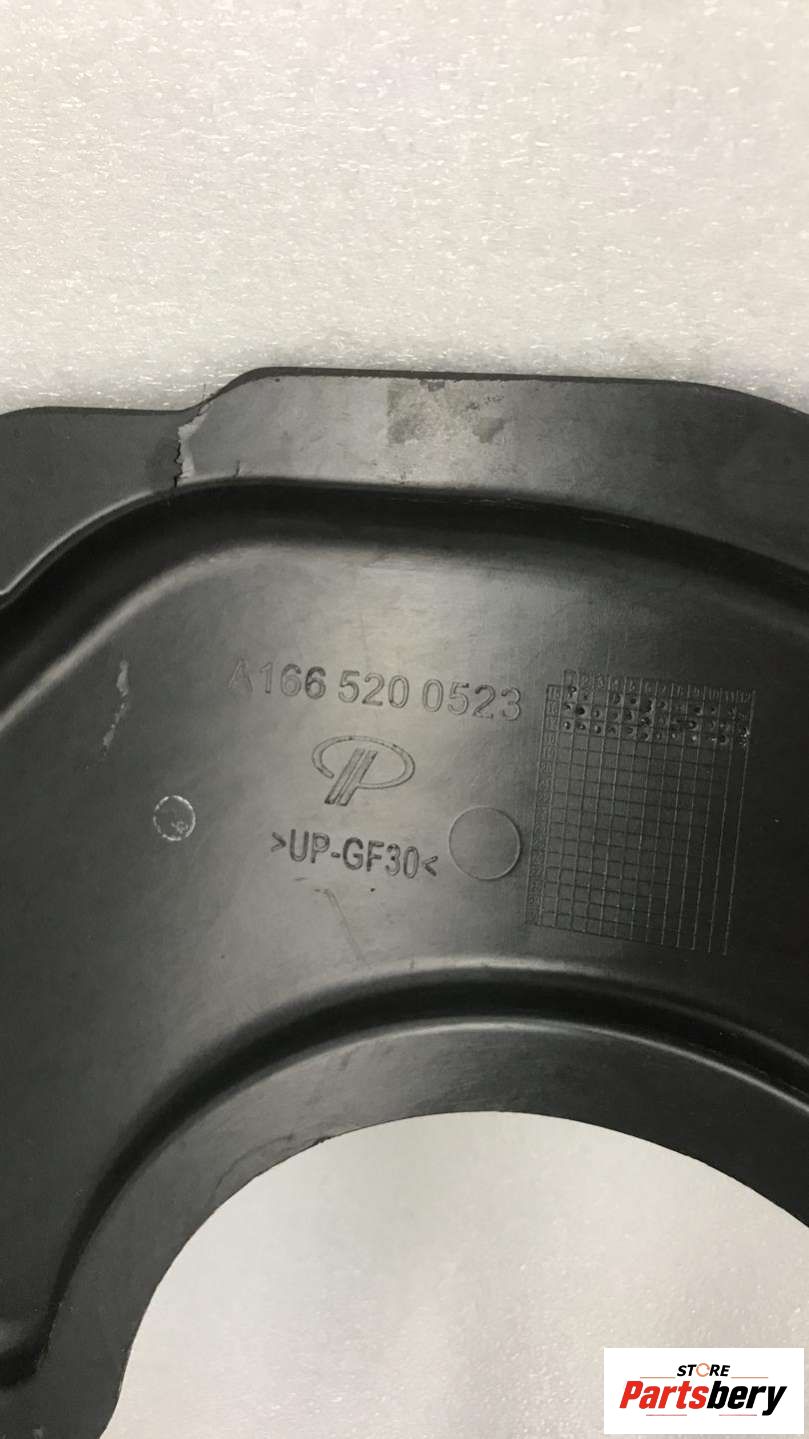 A166 520 0523
>UP-GF30<
STORE
Partsbery